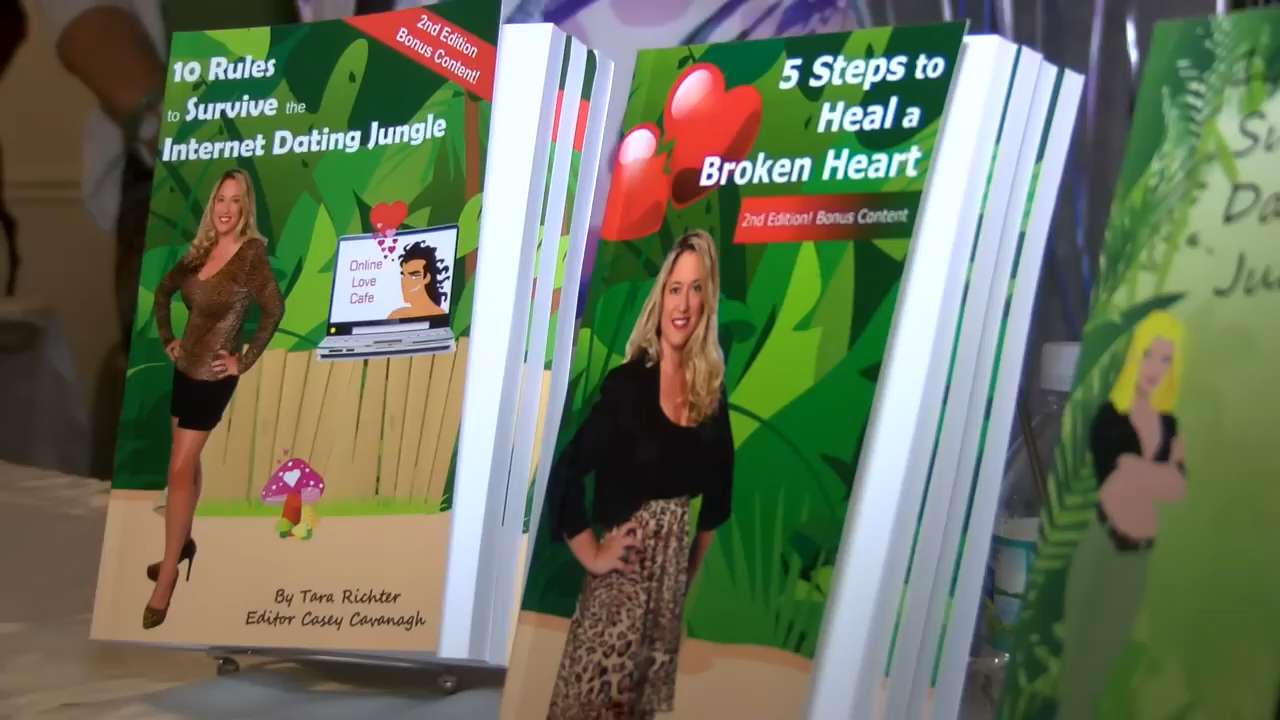 10 Rules
to Survive the
Internet Dating Jungle
2nd Edition
Bonus Content!
Online
Love
Cafe
By Tara Richter
Editor Casey Cavanagh
5 Steps to
Heal a
Broken Heart
2nd Edition! Bonus Content